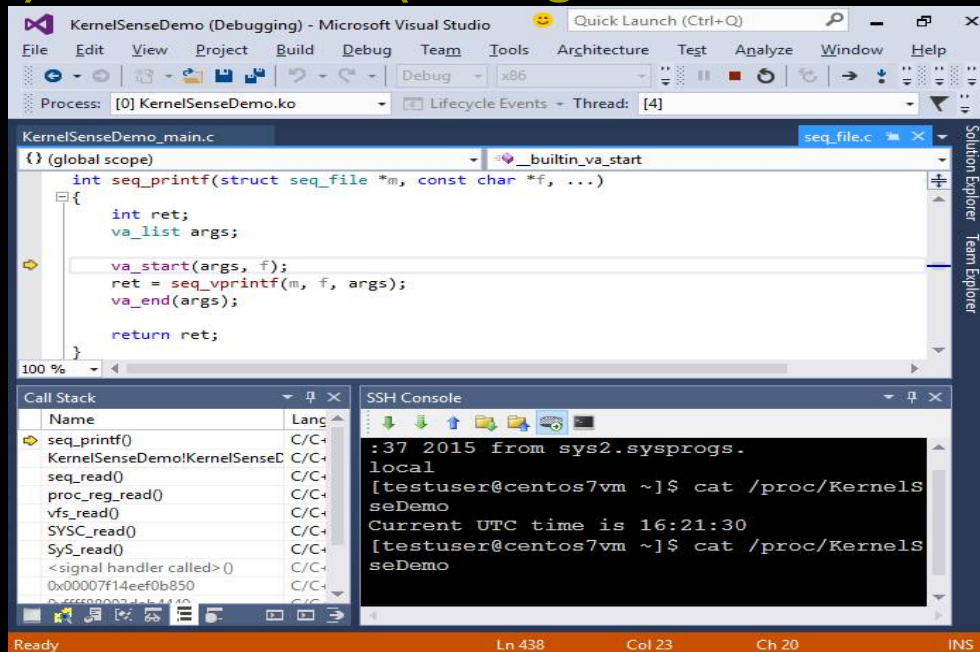 KernelSenseDemo (Debugging) - Microsoft Visual Studio
Quick Launch (Ctrl+Q)
File Edit View Project Build Debug Team Tools Architecture Test Analyze Window Help
Debug x86
Process: [0] KernelSenseDemo.ko Lifecycle Events Thread: [4]
KernelSenseDemo_main.c seq_file.c
{} (global scope) __builtin_va_start
int seq_printf(struct seq_file *m, const char *f, ...)
{
int ret;
va_list args;
va_start(args, f);
ret = seq_vprintf(m, f, args);
va_end(args);
return ret;
}
100 %
Solution Explorer
Team Explorer
Call Stack
Name Lang
seq_printf() C/C+
KernelSenseDemo!KernelSenseD C/C+
seq_read() C/C+
proc_reg_read() C/C+
vfs_read() C/C+
SYSC_read() C/C+
SyS_read() C/C+
<signal handler called>() C/C+
0x00007f14eef0b850 C/C+
SSH Console
:37 2015 from sys2.sysprogs.
local
[testuser@centos7vm ~]$ cat /proc/KernelS
seDemo
Current UTC time is 16:21:30
[testuser@centos7vm ~]$ cat /proc/KernelS
seDemo
Ready Ln 438 Col 23 Ch 20 INS